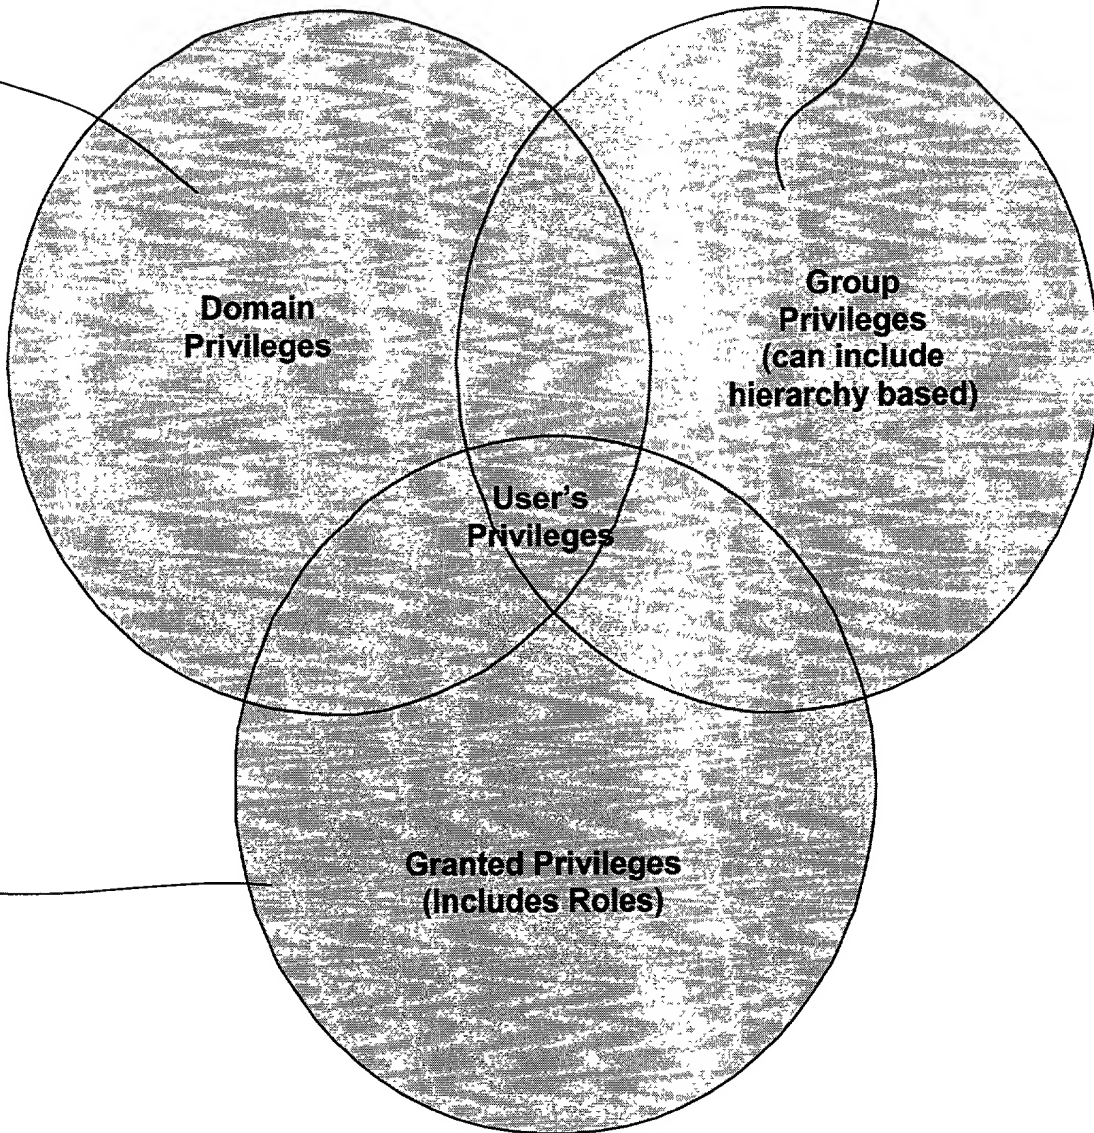 Domain
Privileges
Group
Privileges
(can include
hierarchy based)
User's
Privileges
Granted Privileges
(Includes Roles)